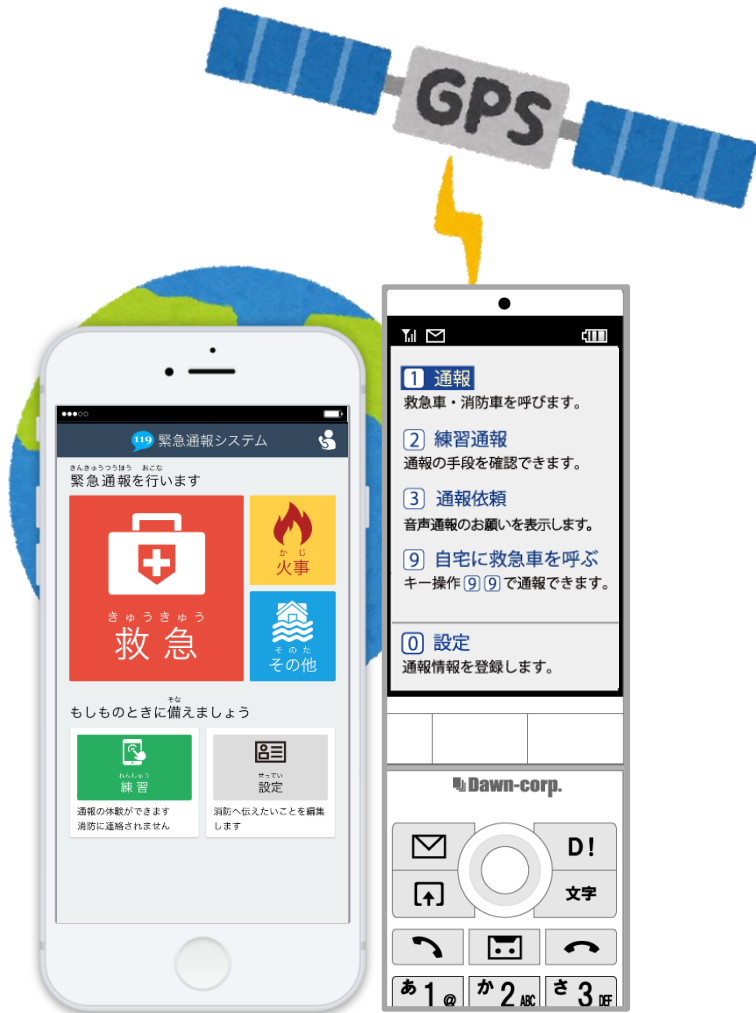 GPS
119 緊急通報システム
きんきゅうつうほう おこな
緊急通報を行います
きゅうきゅう
救急
かじ
火事
そのた
その他
そな
もしものときに備えましょう
れんしゅう
練習
通報の体験ができます
消防に連絡されません
せってい
設定
消防へ伝えたいことを編集
します
1 通報
救急車・消防車を呼びます。
2 練習通報
通報の手段を確認できます。
3 通報依頼
音声通報のお願いを表示します。
9 自宅に救急車を呼ぶ
キー操作99で通報できます。
0 設定
通報情報を登録します。
Dawn-corp.
D!
文字
あ1@
か2ABC
さ3DEF